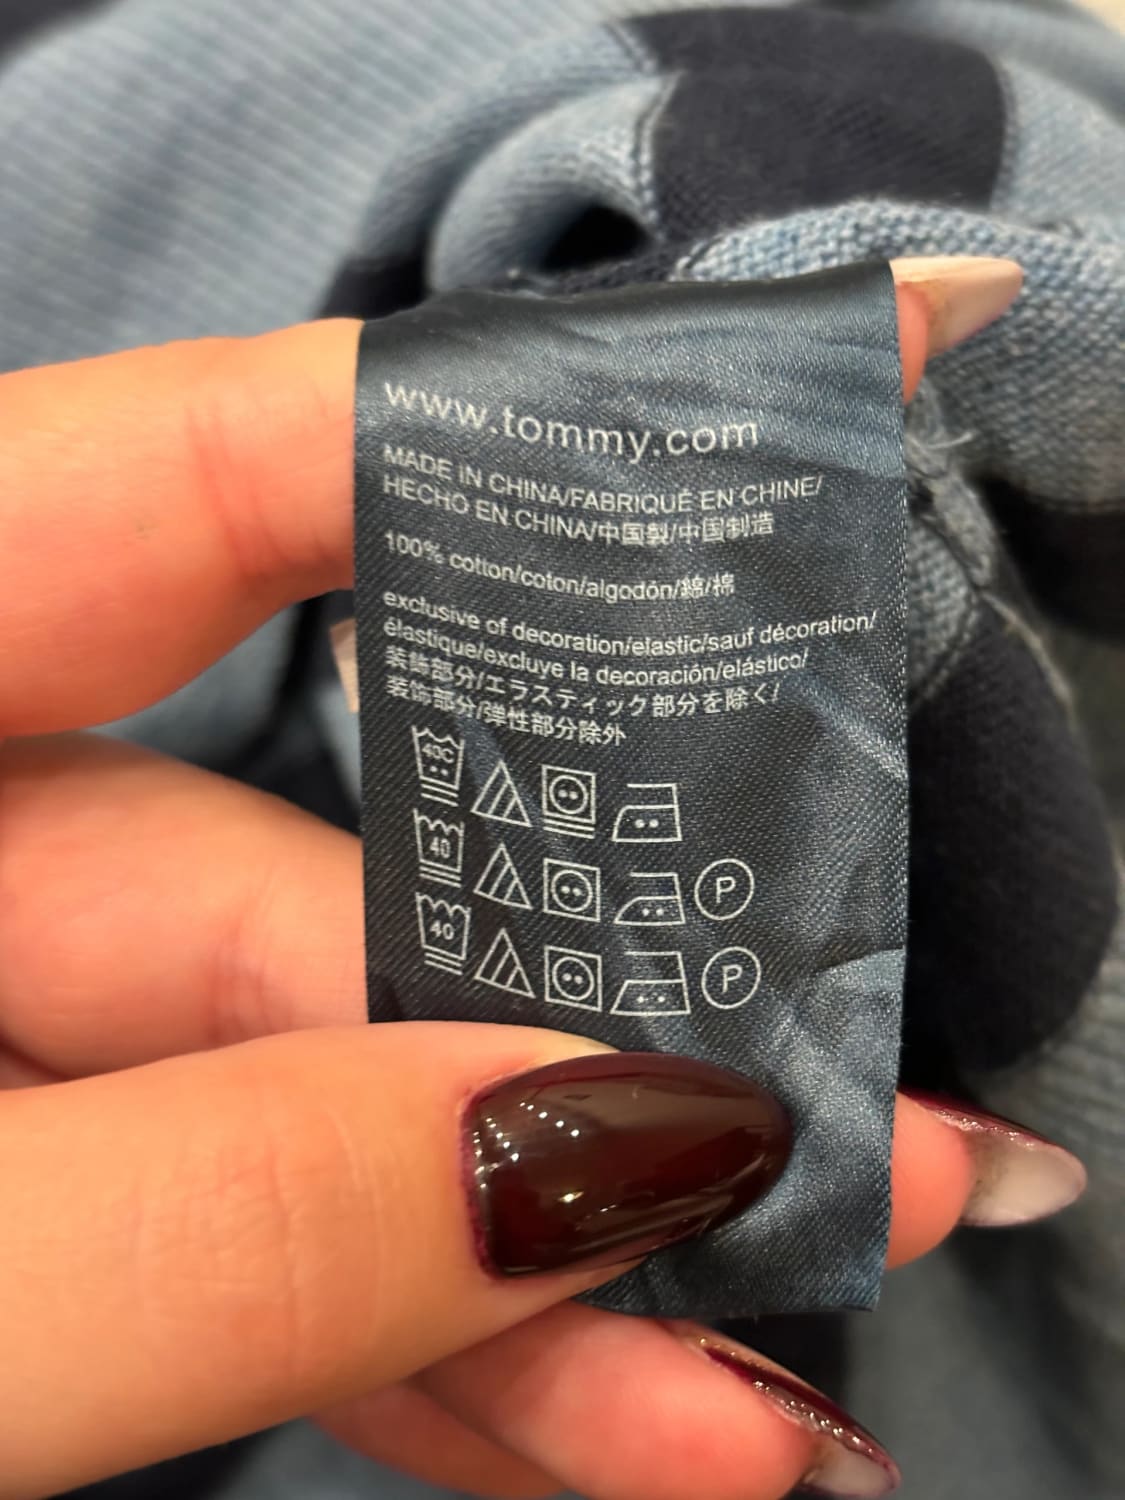 www.tommy.com
MADE IN CHINA/FABRIQUÉ EN CHINE/
HECHO EN CHINA/中国製/中国制造
100% cotton/coton/algodón/綿/棉
exclusive of decoration/elastic/sauf décoration/
élastique/excluye la decoración/elástico/
装飾部分/エラスティック部分を除く/
装饰部分/弹性部分除外
40C
40 P
40 P